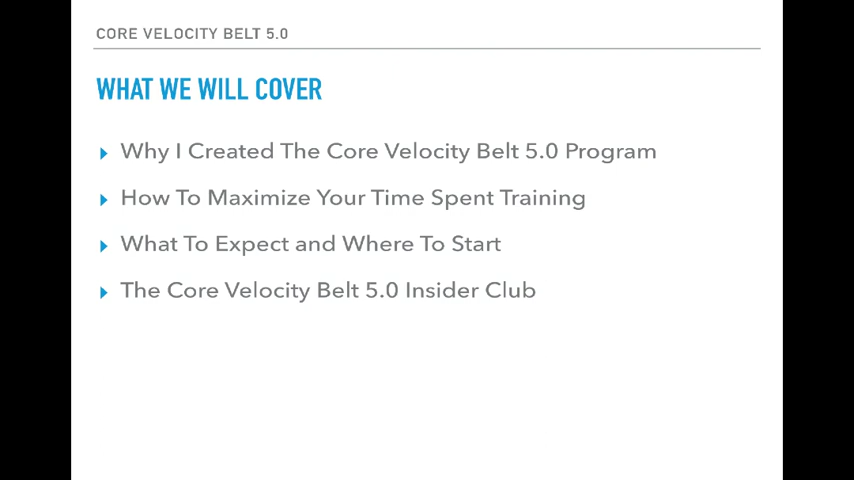 CORE VELOCITY BELT 5.0
WHAT WE WILL COVER
Why I Created The Core Velocity Belt 5.0 Program
How To Maximize Your Time Spent Training
What To Expect and Where To Start
The Core Velocity Belt 5.0 Insider Club